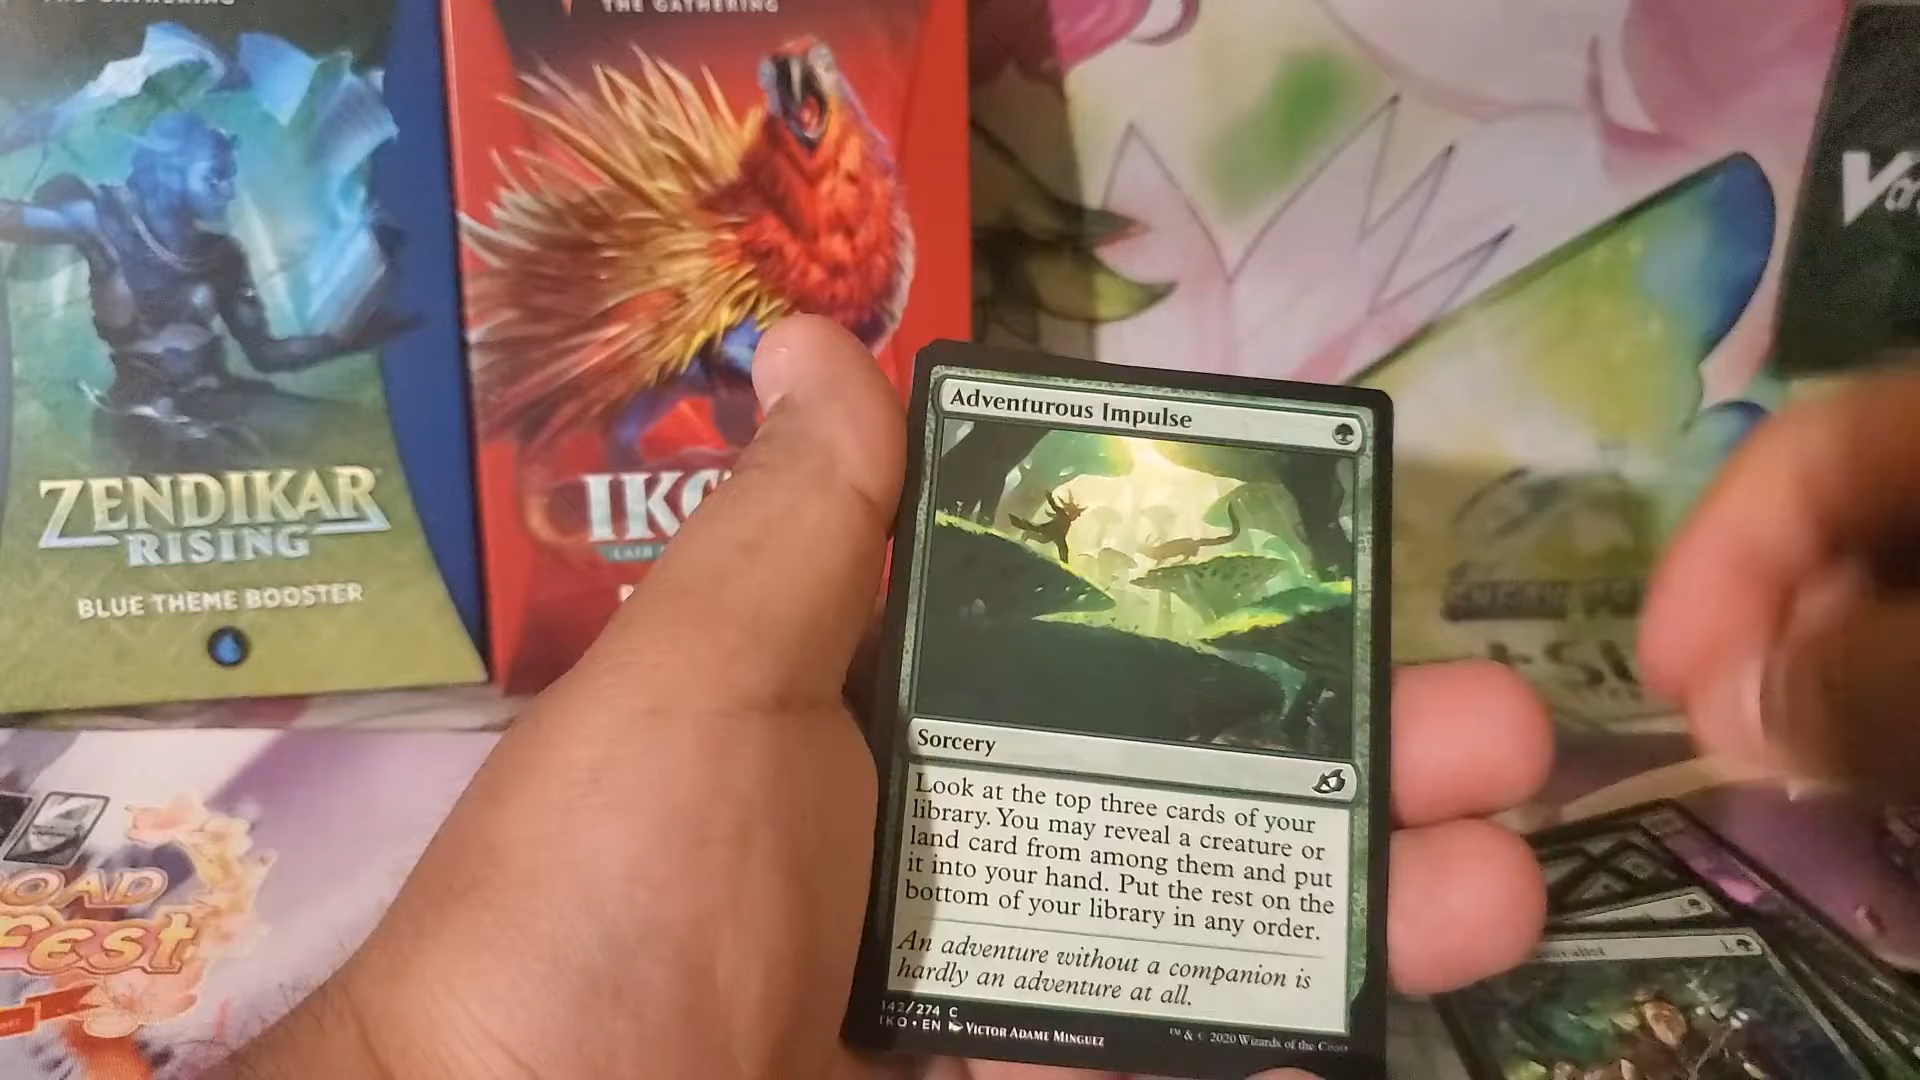 THE GATHERING
ZENDIKAR
RISING
BLUE THEME BOOSTER
Adventurous Impulse
Sorcery
Look at the top three cards of your
library. You may reveal a creature or
land card from among them and put
it into your hand. Put the rest on the
bottom of your library in any order.
An adventure without a companion is
hardly an adventure at all.
142/274 C
IKO • EN VICTOR ADAME MINGUEZ
™ & © 2020 Wizards of the Coast
OAD
Fest